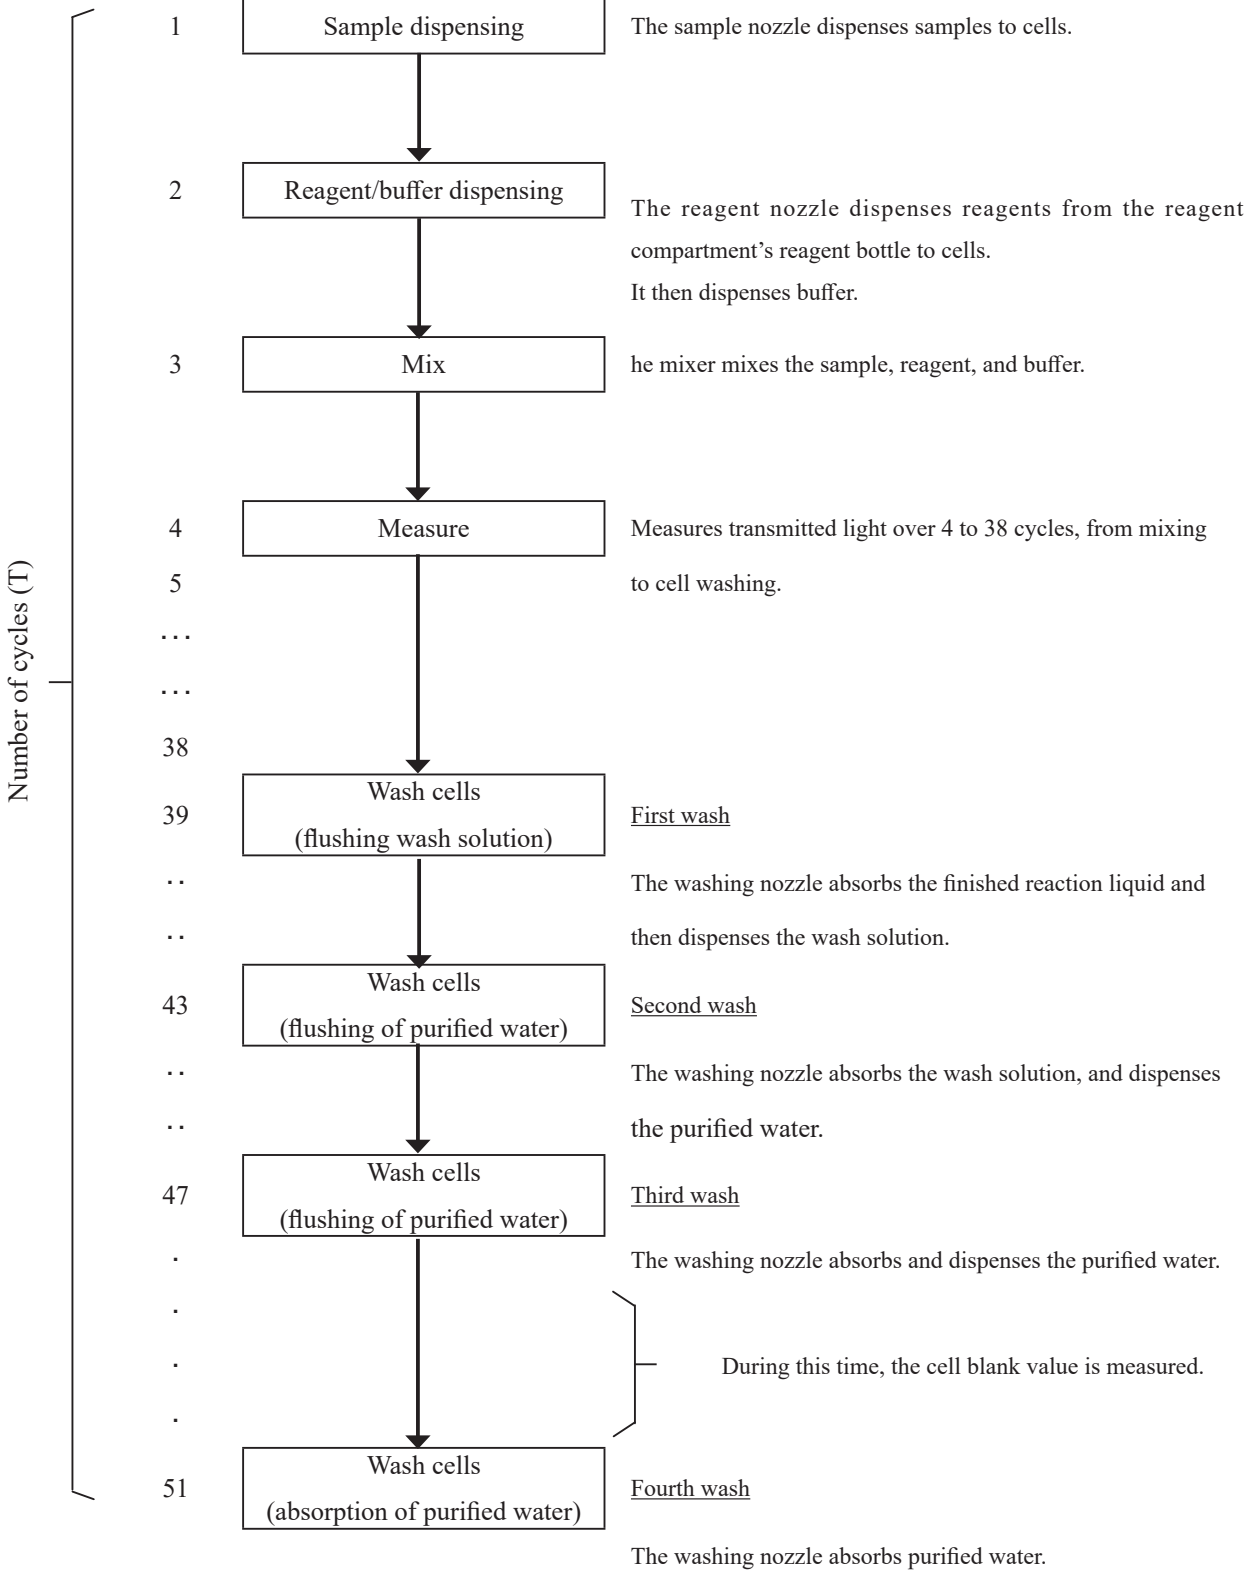 1
Sample dispensing
The sample nozzle dispenses samples to cells.
2
Reagent/buffer dispensing
The reagent nozzle dispenses reagents from the reagent
compartment’s reagent bottle to cells.
It then dispenses buffer.
3
Mix
he mixer mixes the sample, reagent, and buffer.
4
Measure
Measures transmitted light over 4 to 38 cycles, from mixing
5
to cell washing.
...
...
Number of cycles (T)
38
39
Wash cells
(flushing wash solution)
First wash
..
The washing nozzle absorbs the finished reaction liquid and
..
then dispenses the wash solution.
43
Wash cells
(flushing of purified water)
Second wash
..
The washing nozzle absorbs the wash solution, and dispenses
..
the purified water.
47
Wash cells
(flushing of purified water)
Third wash
.
The washing nozzle absorbs and dispenses the purified water.
.
.
During this time, the cell blank value is measured.
.
51
Wash cells
(absorption of purified water)
Fourth wash
The washing nozzle absorbs purified water.